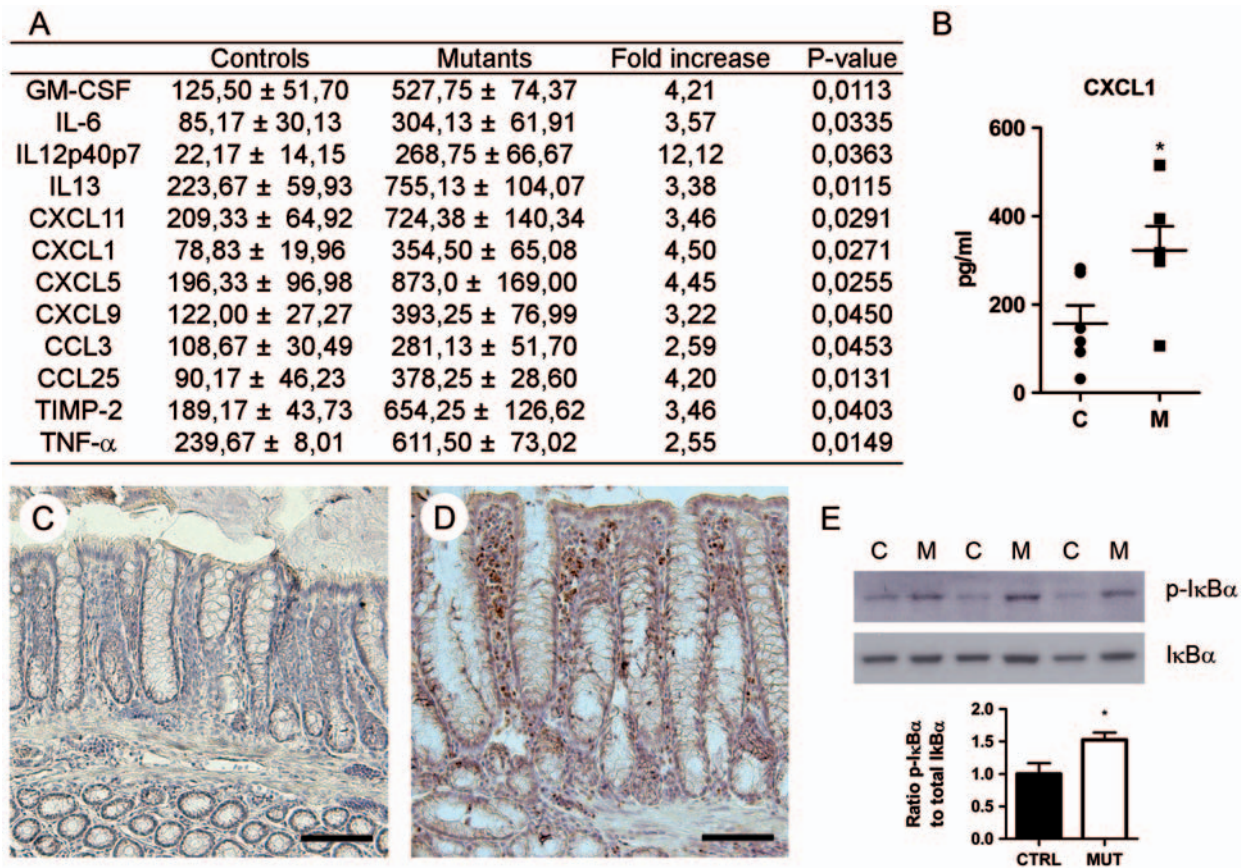 A
Controls Mutants Fold increase P-value
GM-CSF 125,50 ± 51,70 527,75 ± 74,37 4,21 0,0113
IL-6 85,17 ± 30,13 304,13 ± 61,91 3,57 0,0335
IL12p40p7 22,17 ± 14,15 268,75 ± 66,67 12,12 0,0363
IL13 223,67 ± 59,93 755,13 ± 104,07 3,38 0,0115
CXCL11 209,33 ± 64,92 724,38 ± 140,34 3,46 0,0291
CXCL1 78,83 ± 19,96 354,50 ± 65,08 4,50 0,0271
CXCL5 196,33 ± 96,98 873,0 ± 169,00 4,45 0,0255
CXCL9 122,00 ± 27,27 393,25 ± 76,99 3,22 0,0450
CCL3 108,67 ± 30,49 281,13 ± 51,70 2,59 0,0453
CCL25 90,17 ± 46,23 378,25 ± 28,60 4,20 0,0131
TIMP-2 189,17 ± 43,73 654,25 ± 126,62 3,46 0,0403
TNF-α 239,67 ± 8,01 611,50 ± 73,02 2,55 0,0149
B
CXCL1
600
400
200
0
pg/ml
*
C M
C
D
E
C M C M C M
p-IκBα
IκBα
Ratio p-IκBα
to total IkBα
2.0
1.5
1.0
0.5
0.0
*
CTRL MUT